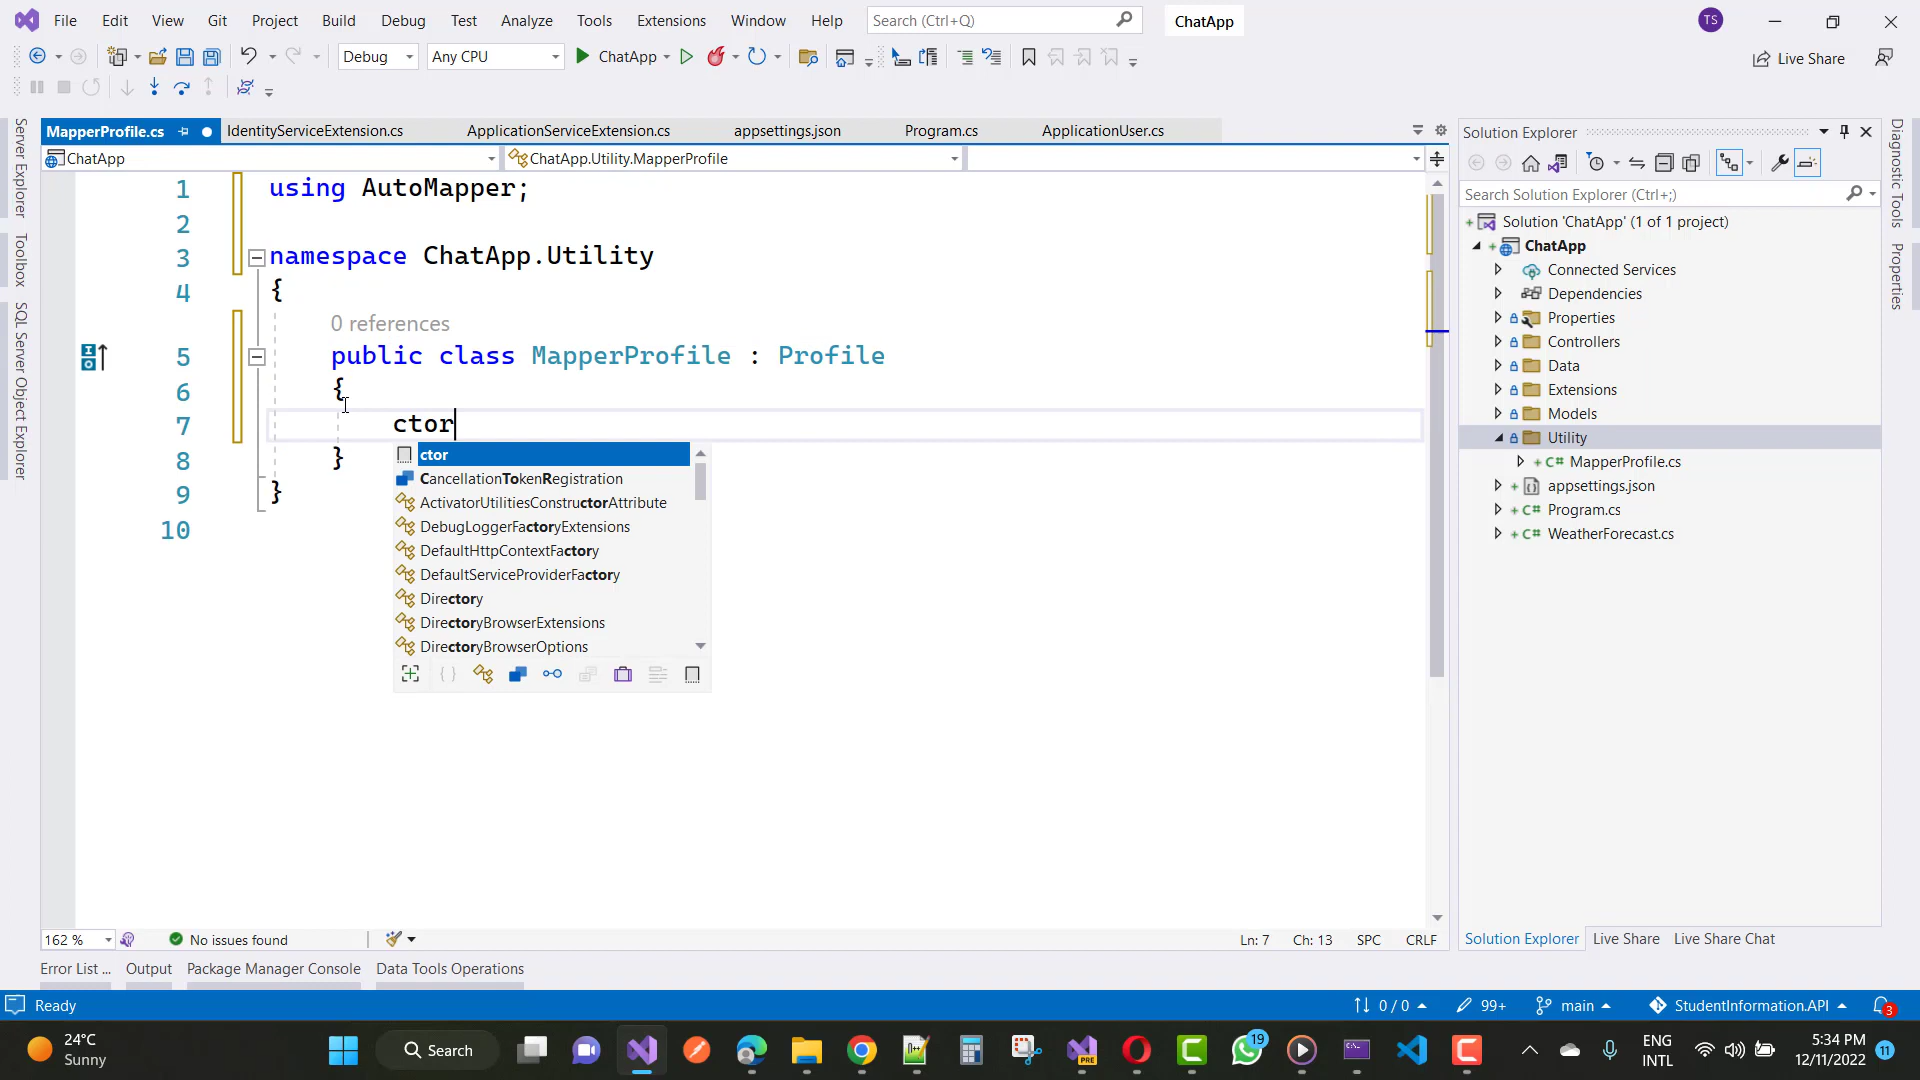 File Edit View Git Project Build Debug Test Analyze Tools Extensions Window Help Search (Ctrl+Q) ChatApp TS
Debug Any CPU ChatApp Live Share
MapperProfile.cs IdentityServiceExtension.cs ApplicationServiceExtension.cs appsettings.json Program.cs ApplicationUser.cs
ChatApp ChatApp.Utility.MapperProfile
1 using AutoMapper;
2
3 namespace ChatApp.Utility
4 {
0 references
5 public class MapperProfile : Profile
6 {
7 ctor
8 }
9 }
10
ctor
CancellationTokenRegistration
ActivatorUtilitiesConstructorAttribute
DebugLoggerFactoryExtensions
DefaultHttpContextFactory
DefaultServiceProviderFactory
Directory
DirectoryBrowserExtensions
DirectoryBrowserOptions
Server Explorer
Toolbox
SQL Server Object Explorer
Solution Explorer
Search Solution Explorer (Ctrl+;)
Solution 'ChatApp' (1 of 1 project)
ChatApp
Connected Services
Dependencies
Properties
Controllers
Data
Extensions
Models
Utility
C# MapperProfile.cs
appsettings.json
C# Program.cs
C# WeatherForecast.cs
Diagnostic Tools
Properties
162 % No issues found Ln: 7 Ch: 13 SPC CRLF
Solution Explorer Live Share Live Share Chat
Error List ... Output Package Manager Console Data Tools Operations
Ready 0 / 0 99+ main StudentInformation.API 3
24°C
Sunny
Search
PRE
19
ENG
INTL
5:34 PM
12/11/2022
11